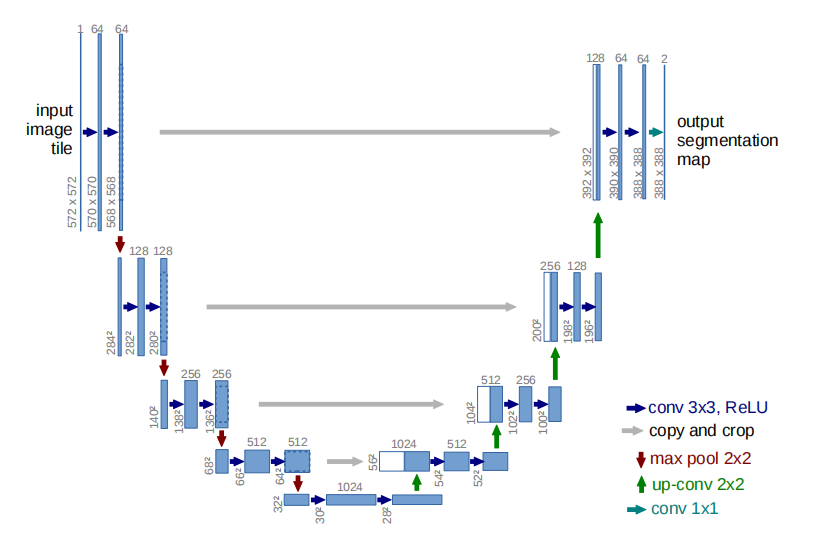 1 64 64
128 64 64 2
input
image
tile
output
segmentation
map
572 x 572
570 x 570
568 x 568
392 x 392
390 x 390
388 x 388
388 x 388
128 128
256 128
284²
282²
280²
200²
198²
196²
256 256
512 256
140²
138²
136²
104²
102²
100²
512 512
1024 512
68²
66²
64²
56²
54²
52²
1024
32²
30²
28²
conv 3x3, ReLU
copy and crop
max pool 2x2
up-conv 2x2
conv 1x1